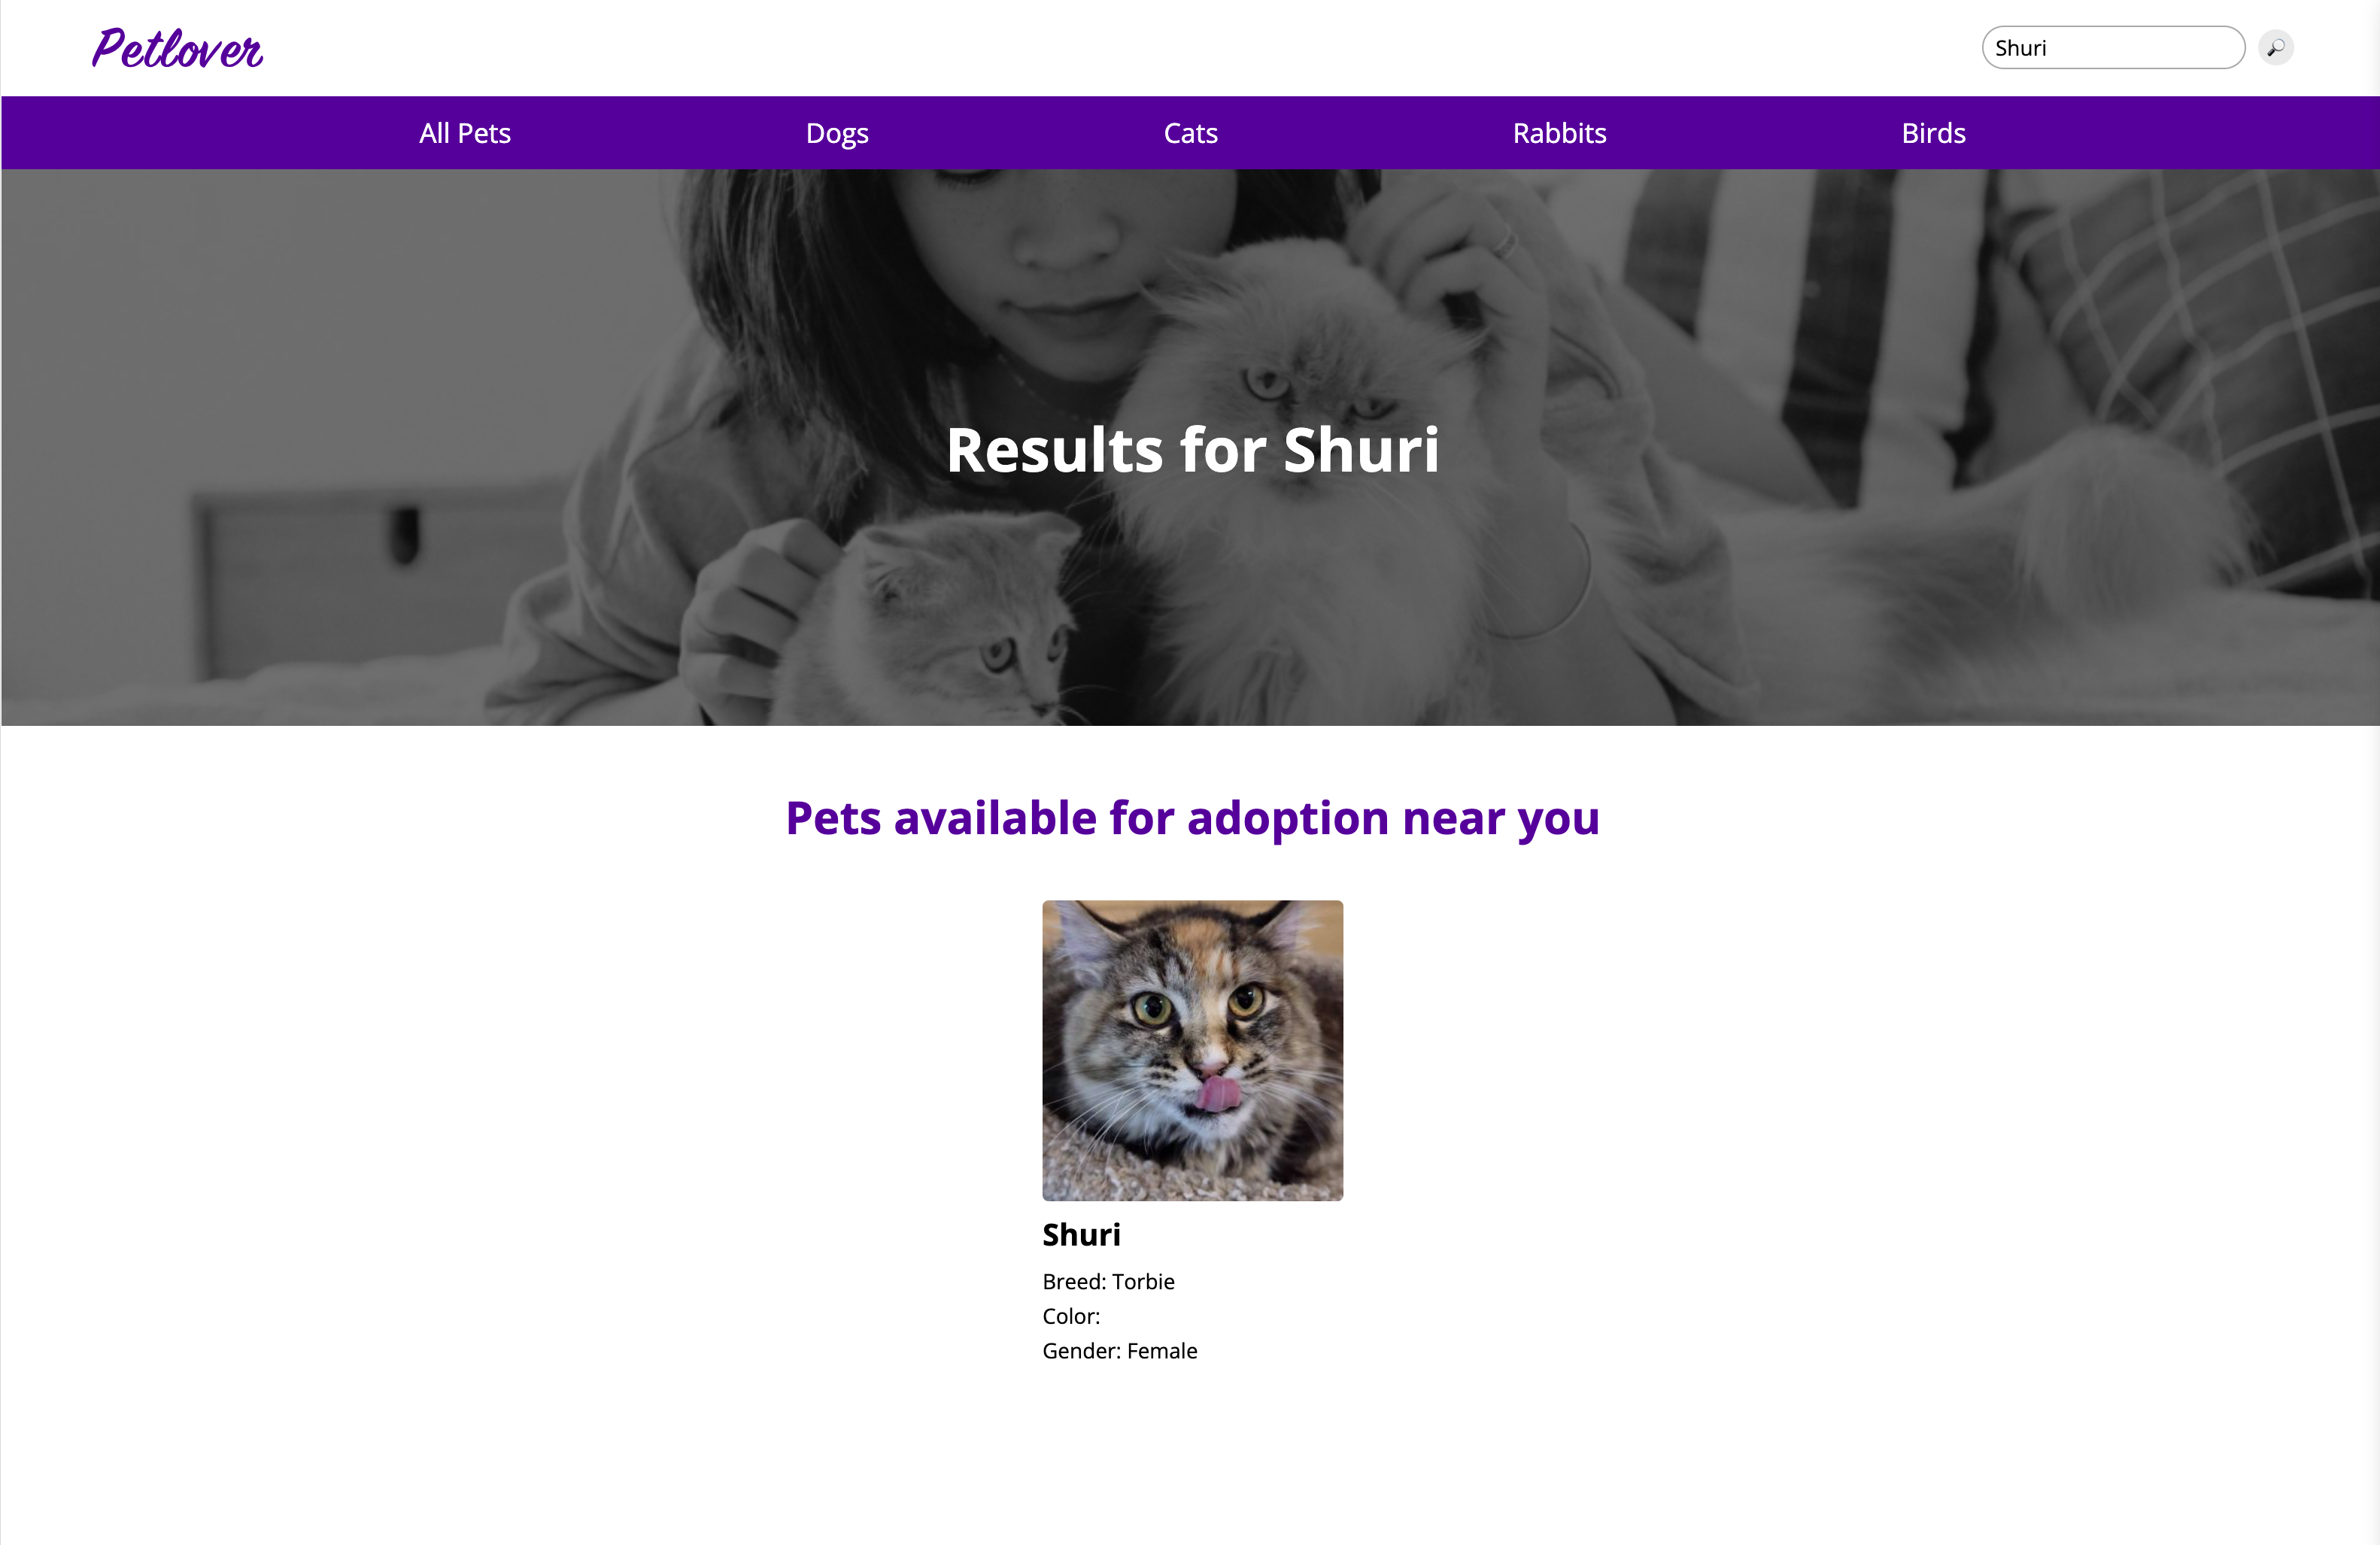 Petlover
Shuri
All Pets
Dogs
Cats
Rabbits
Birds
Results for Shuri
Pets available for adoption near you
Shuri
Breed: Torbie
Color:
Gender: Female